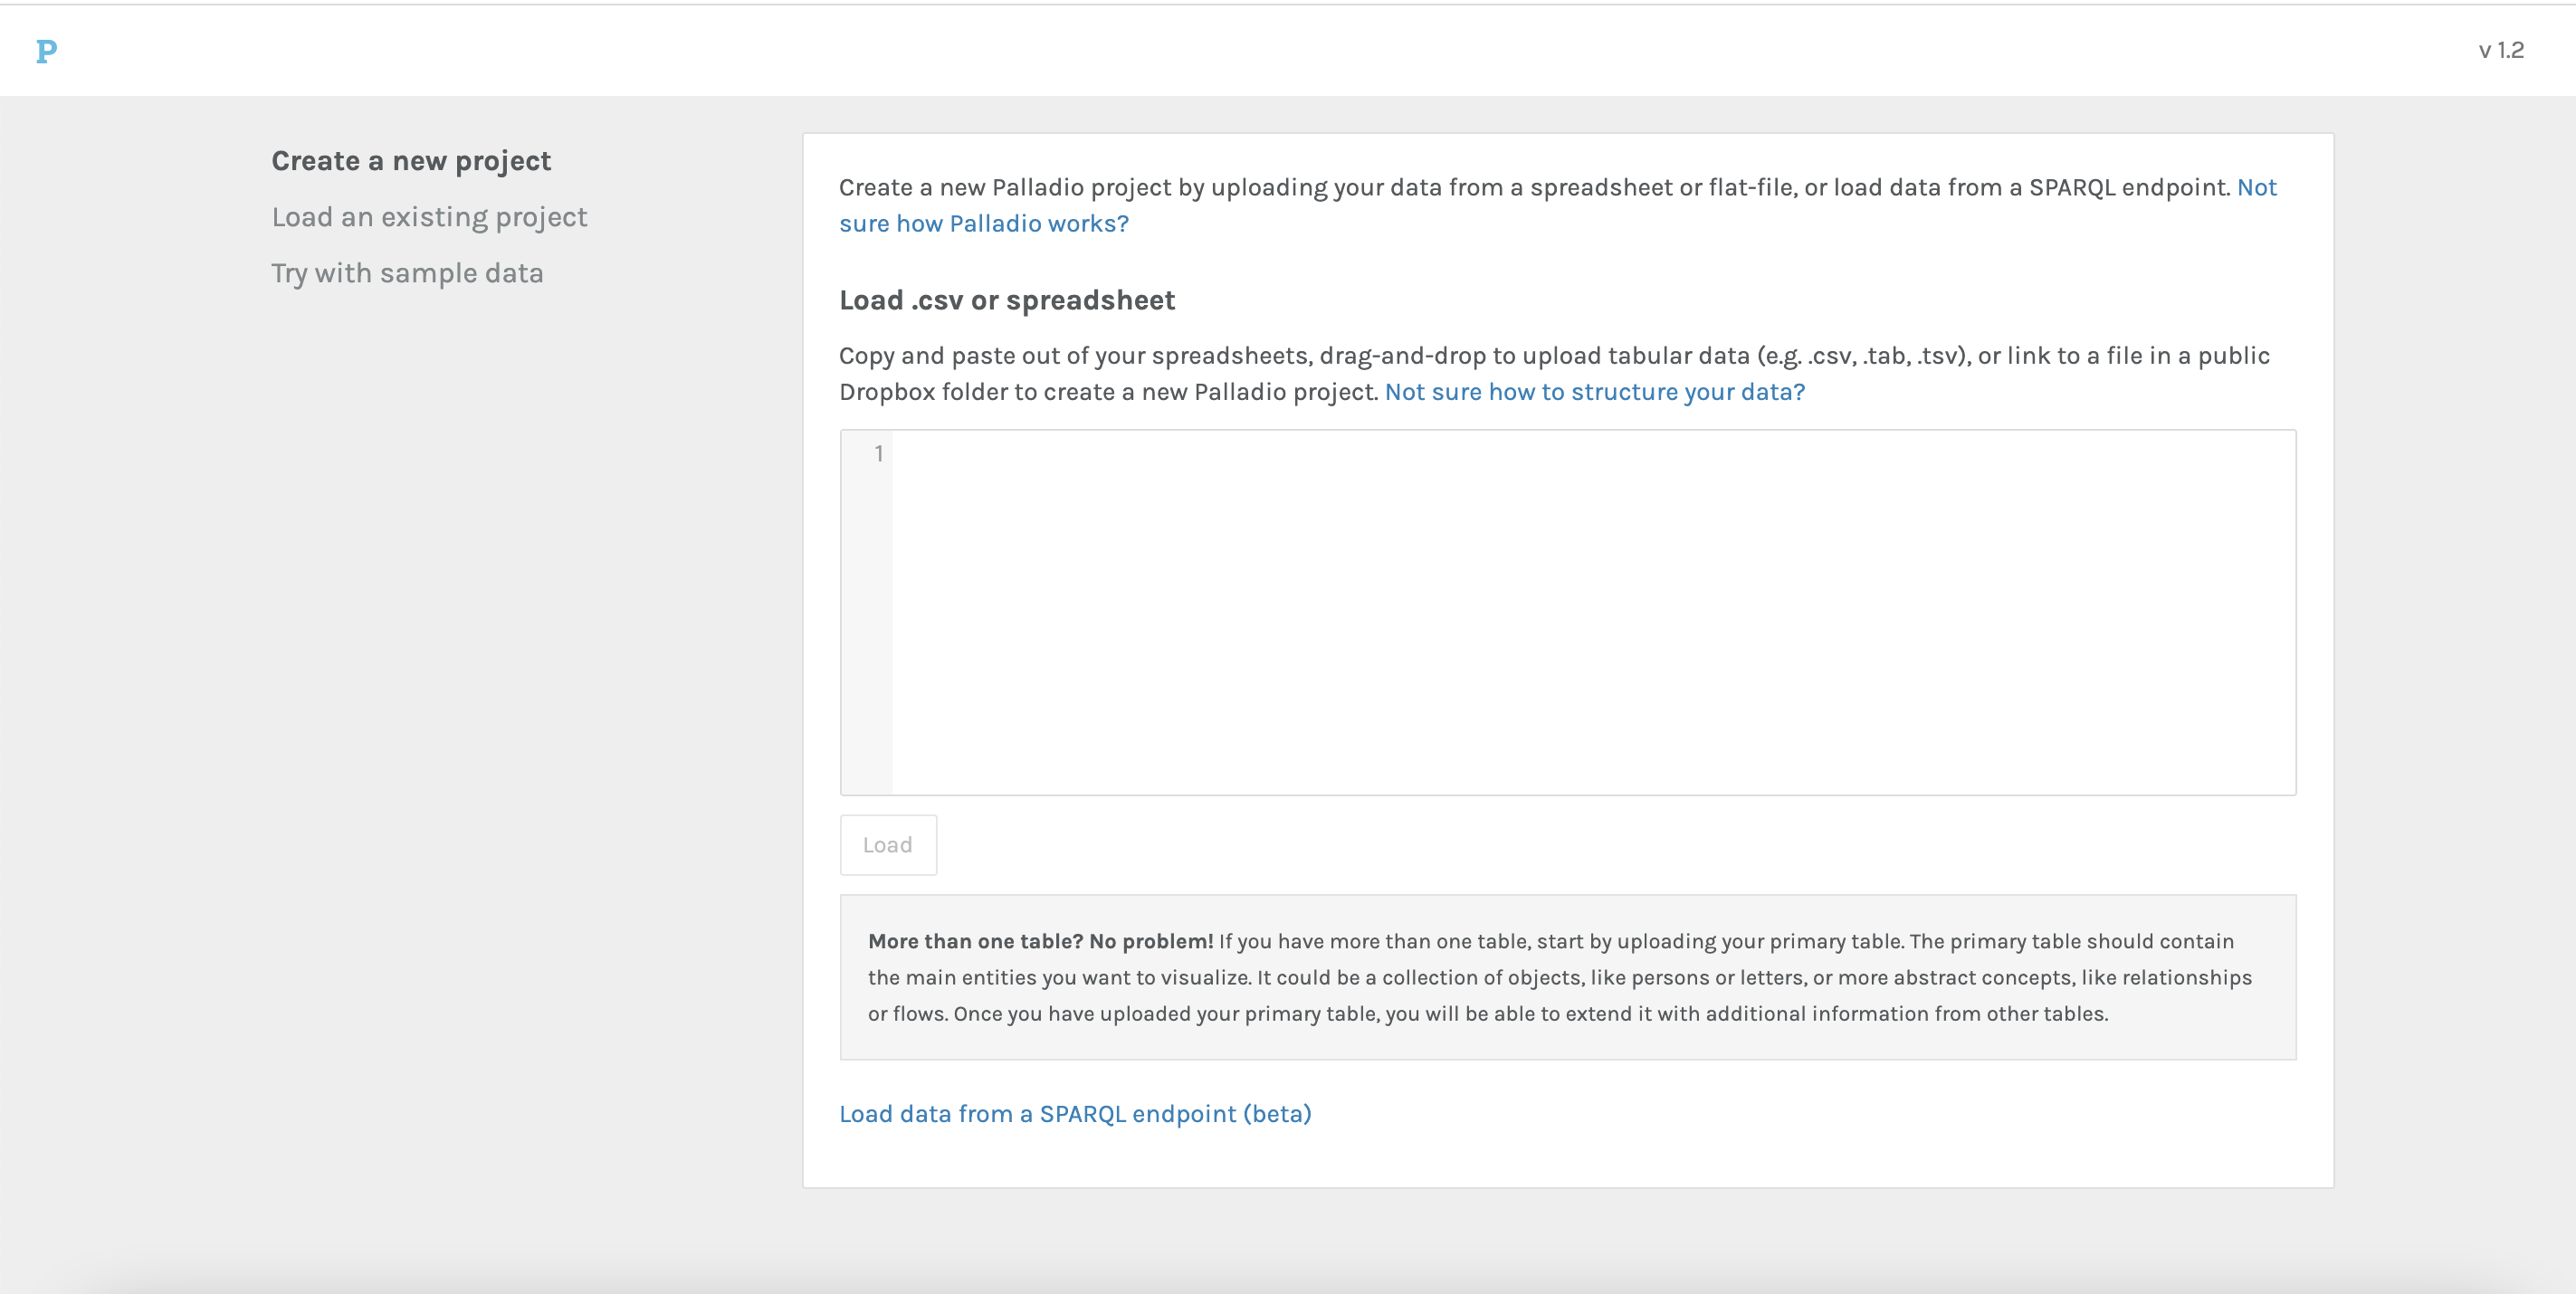 P
v 1.2
Create a new project
Load an existing project
Try with sample data
Create a new Palladio project by uploading your data from a spreadsheet or flat-file, or load data from a SPARQL endpoint. Not
sure how Palladio works?
Load .csv or spreadsheet
Copy and paste out of your spreadsheets, drag-and-drop to upload tabular data (e.g. .csv, .tab, .tsv), or link to a file in a public
Dropbox folder to create a new Palladio project. Not sure how to structure your data?
1
Load
More than one table? No problem! If you have more than one table, start by uploading your primary table. The primary table should contain
the main entities you want to visualize. It could be a collection of objects, like persons or letters, or more abstract concepts, like relationships
or flows. Once you have uploaded your primary table, you will be able to extend it with additional information from other tables.
Load data from a SPARQL endpoint (beta)